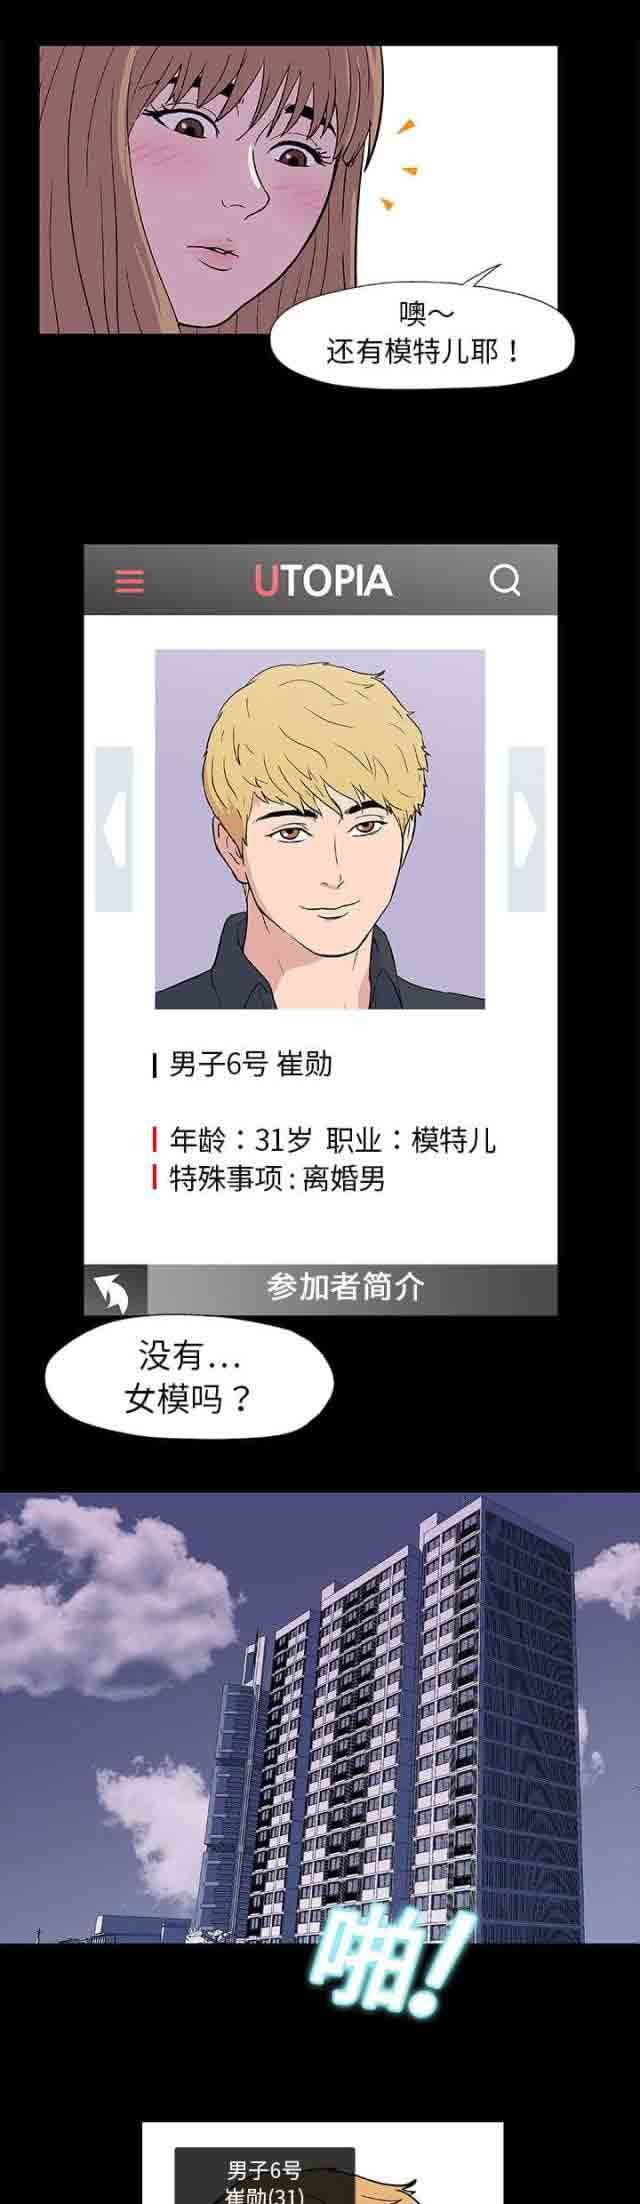 噢～
还有模特儿耶！
UTOPIA
男子6号 崔勋
年龄：31岁 职业：模特儿
特殊事项：离婚男
参加者简介
没有...
女模吗？
啪！
男子6号
崔勋(31)